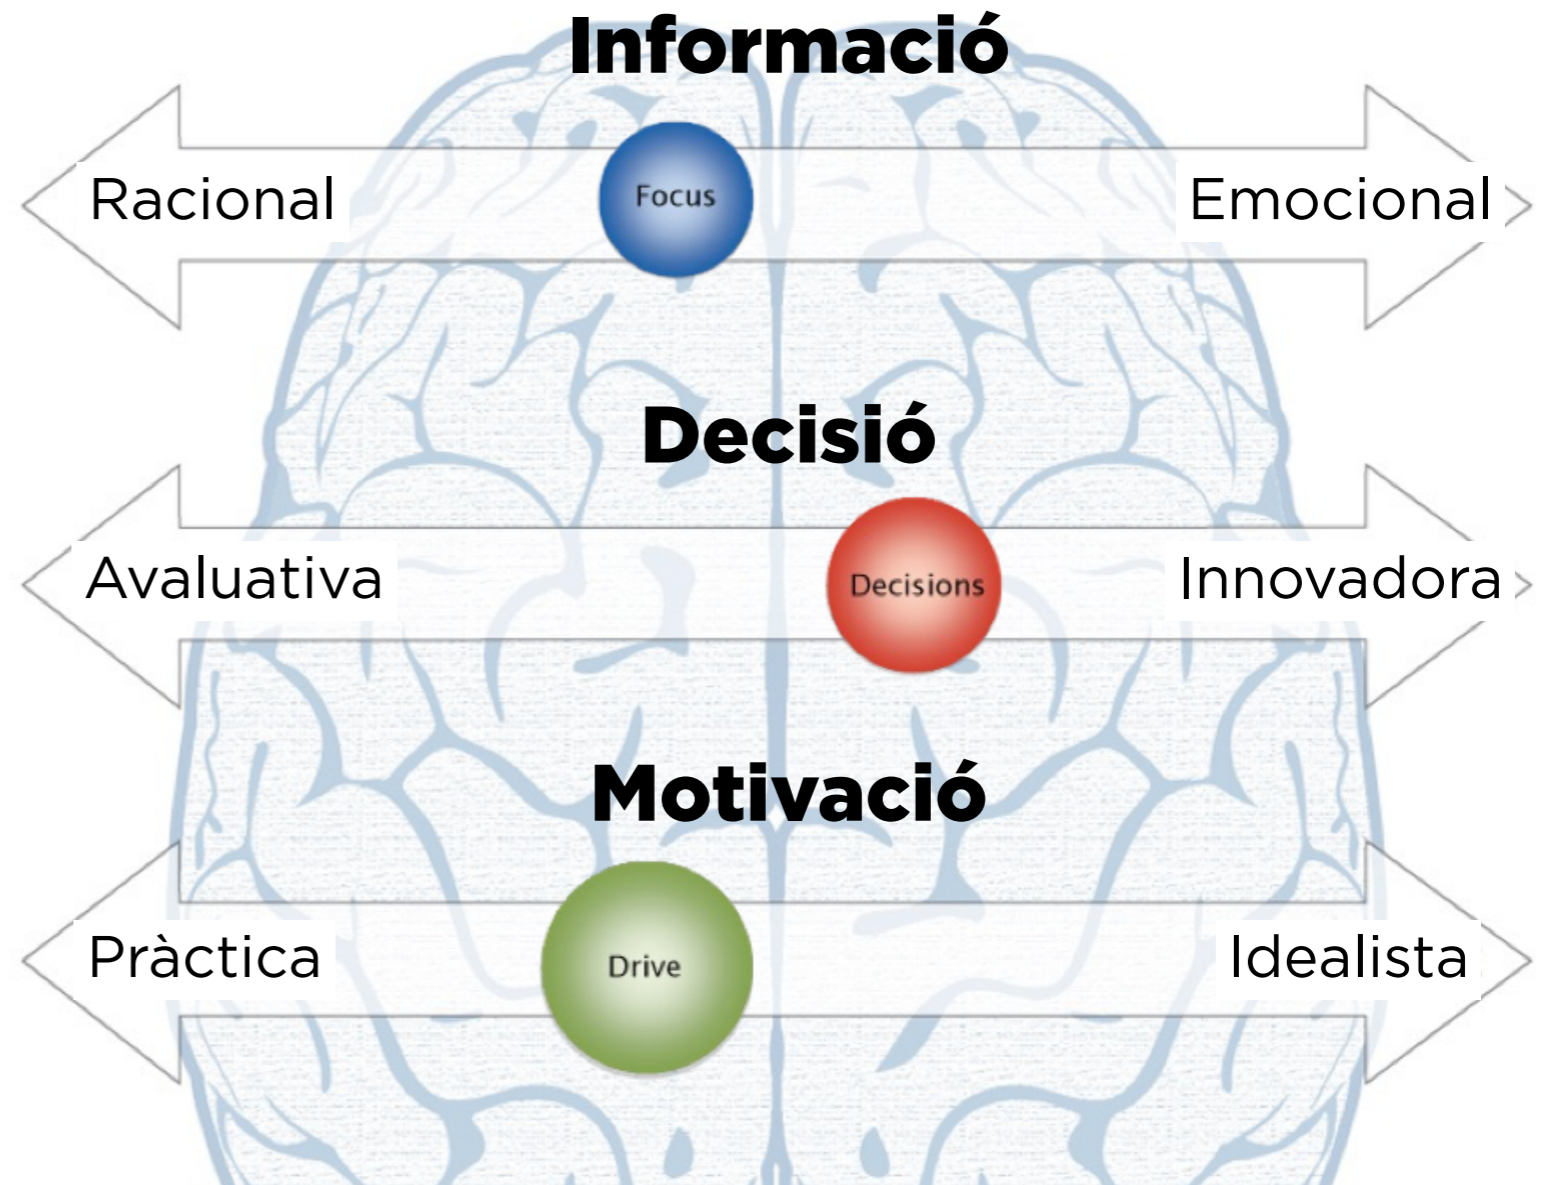 Informació
Racional
Focus
Emocional
Decisió
Avaluativa
Decisions
Innovadora
Motivació
Pràctica
Drive
Idealista